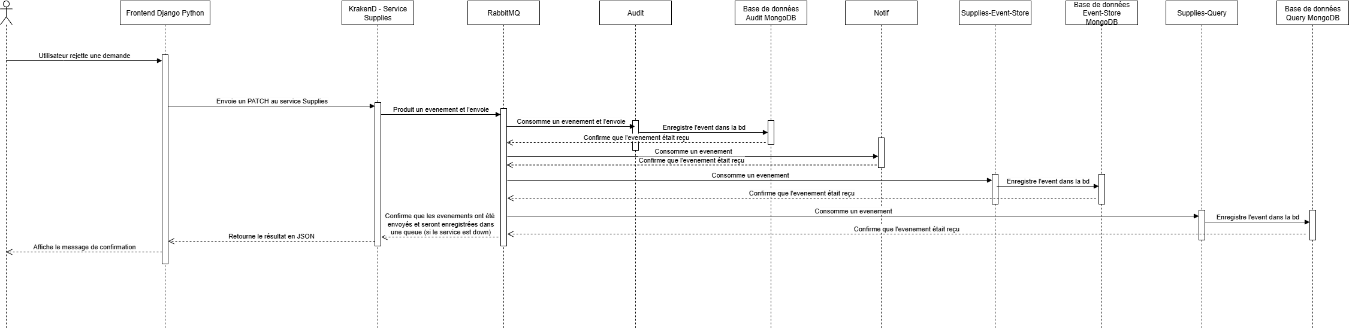 Frontend Django Python
KrakenD - Service
Supplies
RabbitMQ
Audit
Base de données
Audit MongoDB
Notif
Supplies-Event-Store
Base de données
Event-Store
MongoDB
Supplies-Query
Base de données
Query MongoDB
Utilisateur rejette une demande
Envoie un PATCH au service Supplies
Produit un evenement et l'envoie
Consomme un evenement et l'envoie
Enregistre l'event dans la bd
Confirme que l'evenement était reçu
Consomme un evenement
Confirme que l'evenement était reçu
Consomme un evenement
Enregistre l'event dans la bd
Confirme que l'evenement était reçu
Consomme un evenement
Enregistre l'event dans la bd
Confirme que l'evenement était reçu
Confirme que les evenements ont été
envoyés et seront enregistrées dans
une queue (si le service est down)
Retourne le résultat en JSON
Affiche le message de confirmation